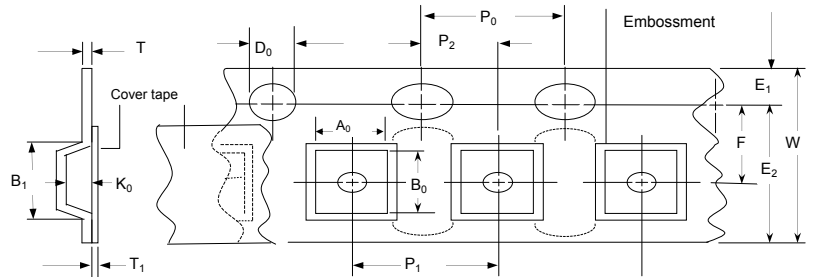 P₀
Embossment
T
D₀
P₂
E₁
Cover tape
A₀
W
F
E₂
B₁
K₀
B₀
T₁
P₁